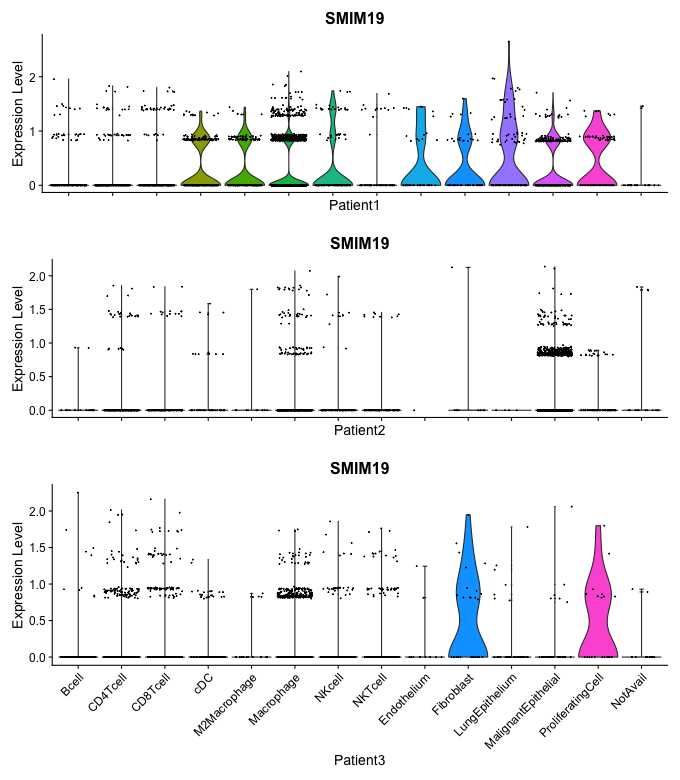 SMIM19
Expression Level
2
1
0
Patient1
SMIM19
Expression Level
2.0
1.5
1.0
0.5
0.0
Patient2
SMIM19
Expression Level
2.0
1.5
1.0
0.5
0.0
Bcell
CD4Tcell
CD8Tcell
cDC
M2Macrophage
Macrophage
NKcell
NKTcell
Endothelium
Fibroblast
LungEpithelium
MalignantEpithelial
ProliferatingCell
NotAvail
Patient3